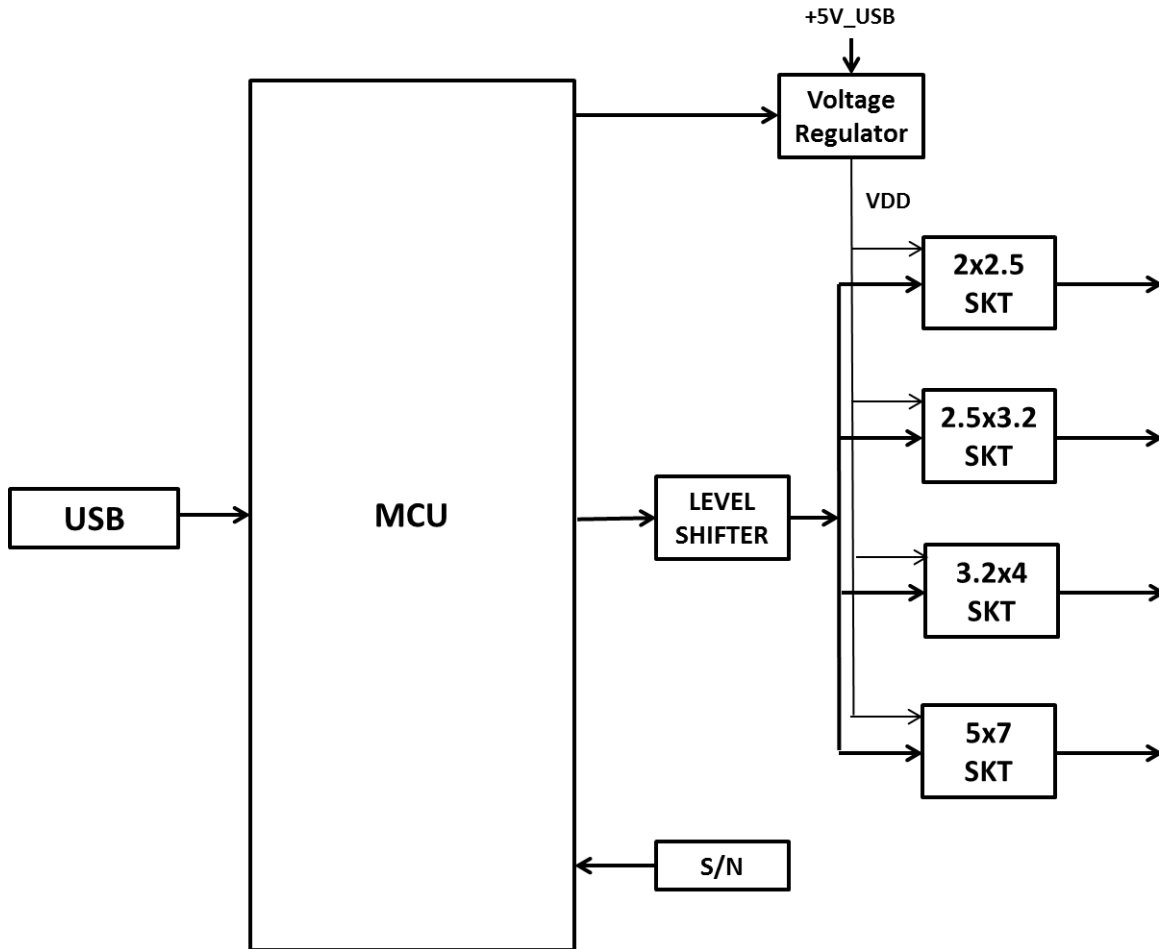 +5V_USB
Voltage
Regulator
VDD
2x2.5
SKT
2.5x3.2
SKT
USB
MCU
LEVEL
SHIFTER
3.2x4
SKT
5x7
SKT
S/N